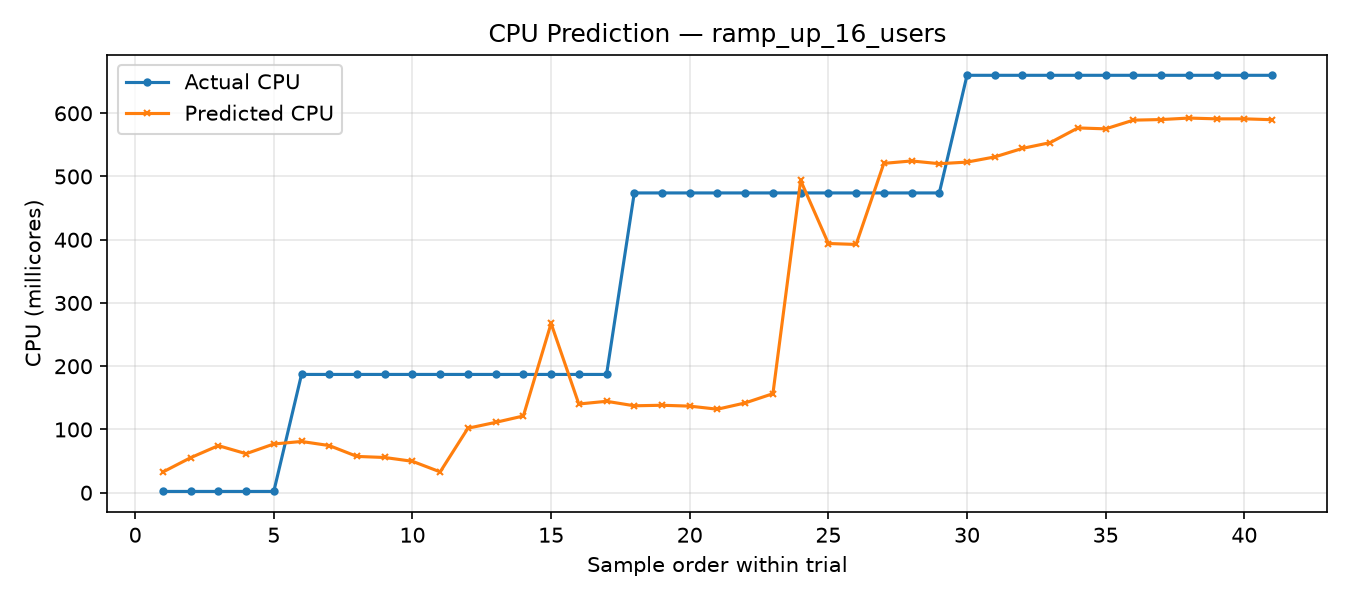 CPU Prediction — ramp_up_16_users
Actual CPU
Predicted CPU
CPU (millicores)
600
500
400
300
200
100
0
0 5 10 15 20 25 30 35 40
Sample order within trial